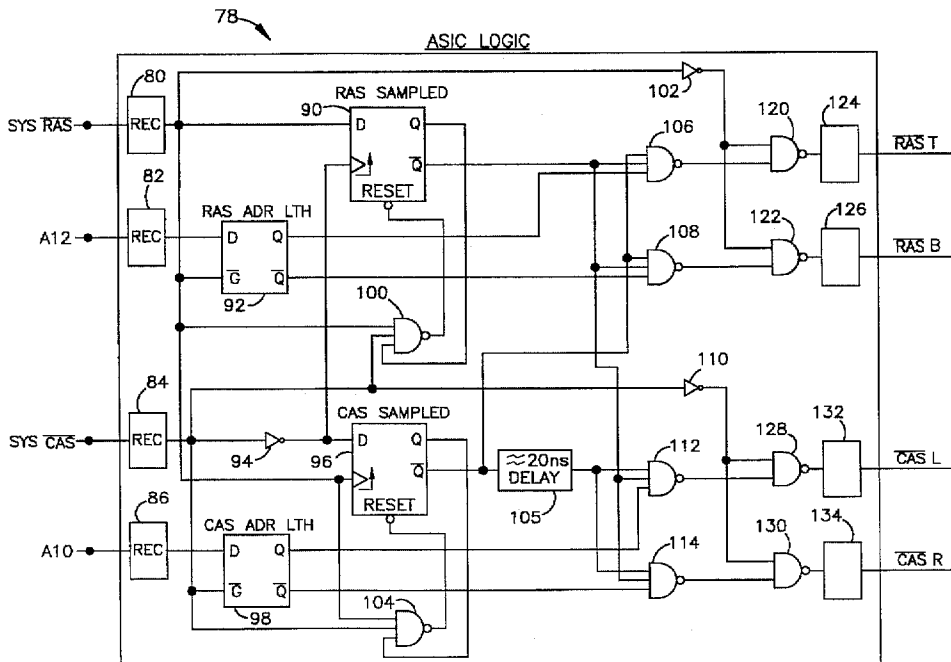 78
102
ASIC LOGIC
80
REC
SYS RAS
RAS SAMPLED
90
D Q
Q
RESET
102
106
120
124
RAS T
82
REC
A12
RAS ADR LTH
D Q
G Q
92
108
122
126
RAS B
100
110
84
REC
SYS CAS
94
CAS SAMPLED
96
D Q
Q
RESET
≈20ns
DELAY
105
112
128
132
CAS L
86
REC
A10
CAS ADR LTH
D Q
G Q
98
104
114
130
134
CAS R